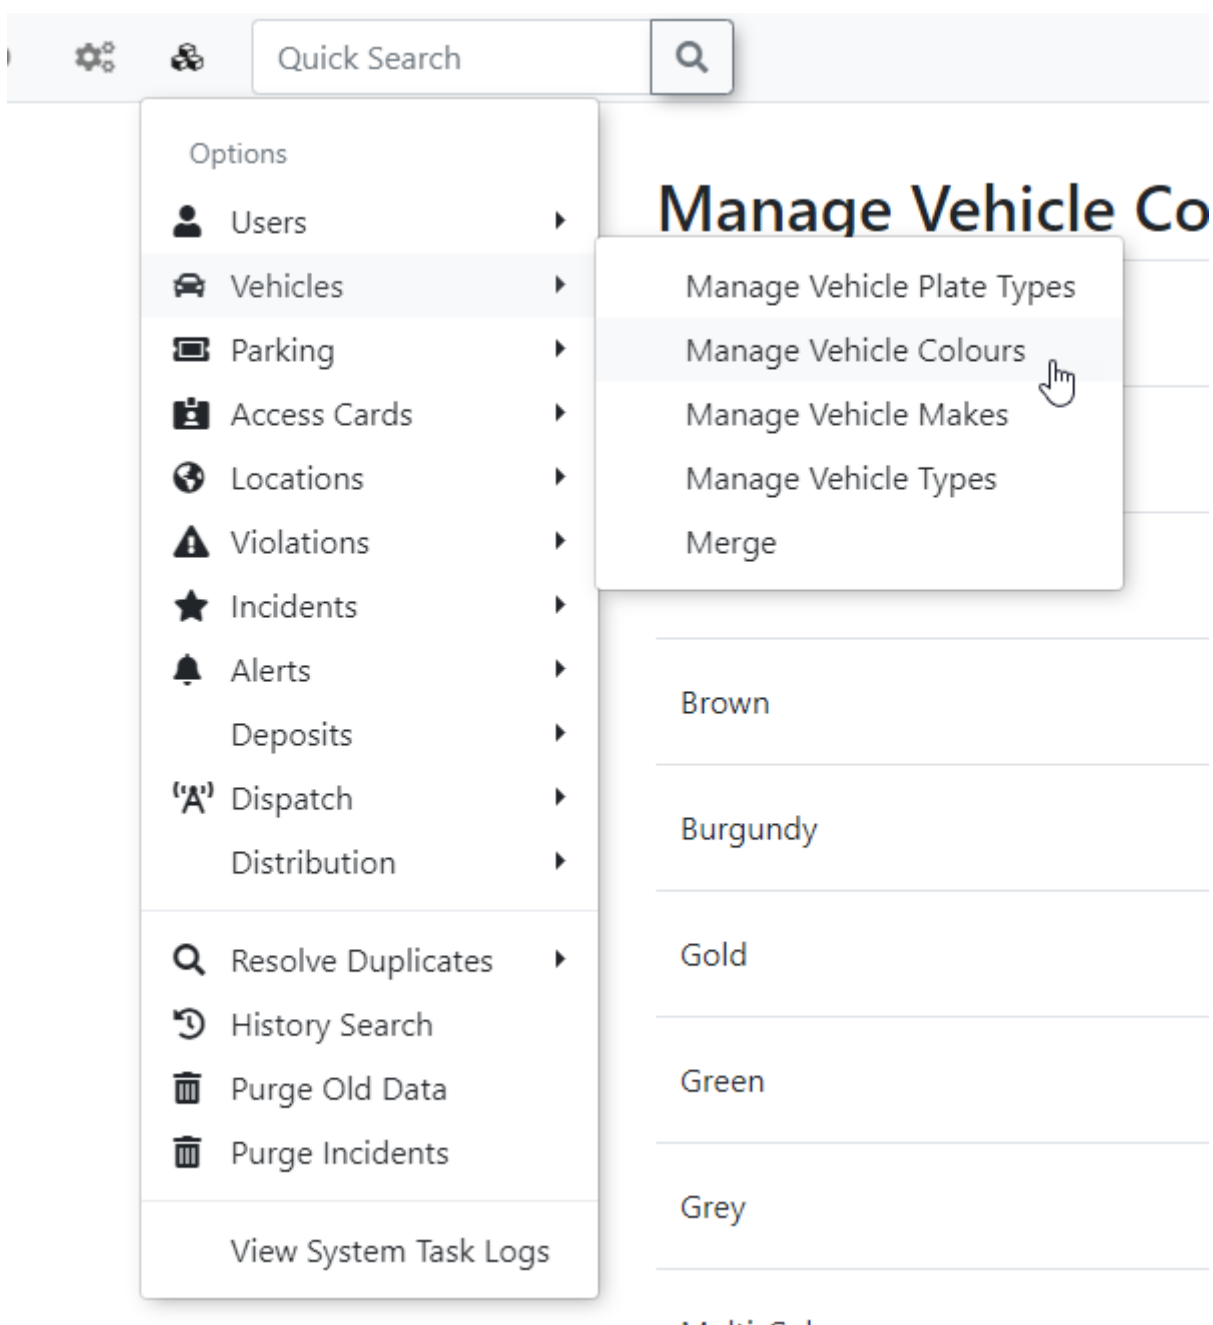 Quick Search
Options
Users
Vehicles
Parking
Access Cards
Locations
Violations
Incidents
Alerts
Deposits
Dispatch
Distribution
Resolve Duplicates
History Search
Purge Old Data
Purge Incidents
View System Task Logs
Manage Vehicle Co
Manage Vehicle Plate Types
Manage Vehicle Colours
Manage Vehicle Makes
Manage Vehicle Types
Merge
Brown
Burgundy
Gold
Green
Grey